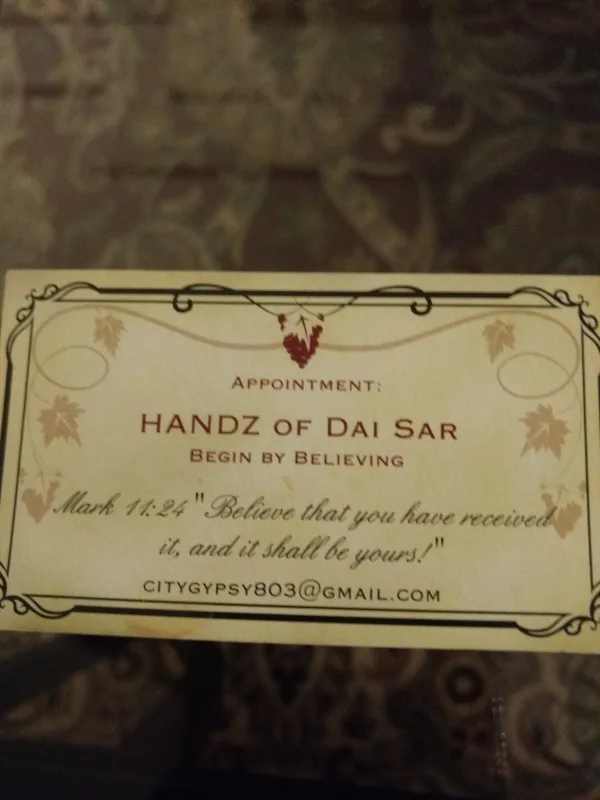 APPOINTMENT:
HANDZ OF DAI SAR
BEGIN BY BELIEVING
Mark 11:24 "Believe that you have received
it, and it shall be yours!"
CITYGYPSY803@GMAIL.COM